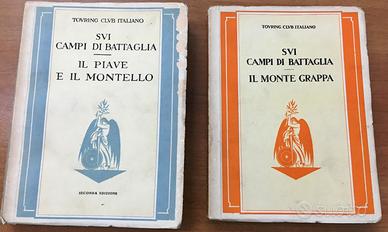 TOVRING CLVB ITALIANO
SVI
CAMPI DI BATTAGLIA
IL PIAVE
E IL MONTELLO
SECONDA EDIZIONE
TOVRING CLVB ITALIANO
SVI
CAMPI DI BATTAGLIA
IL MONTE GRAPPA
subito